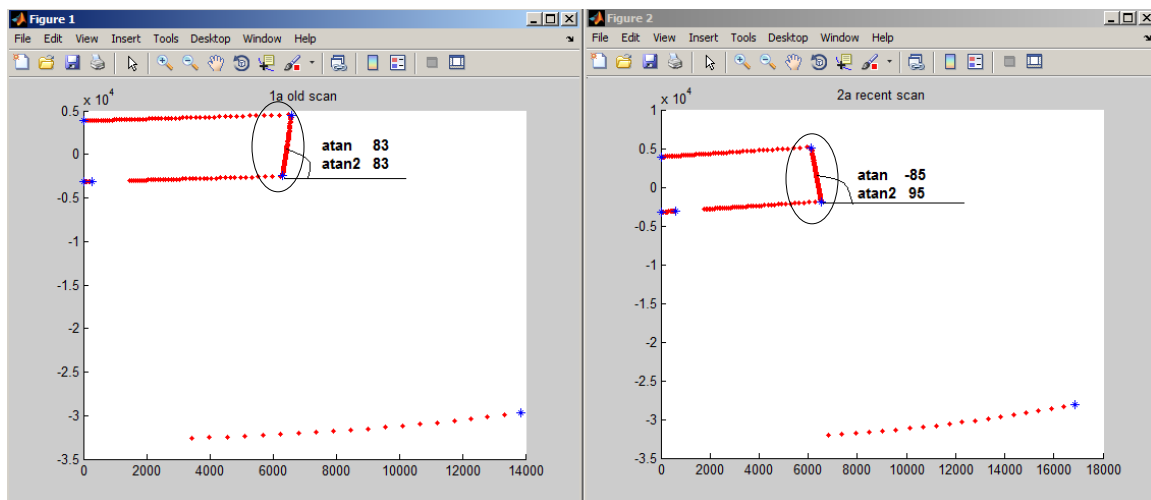 Figure 1
File Edit View Insert Tools Desktop Window Help
1a old scan
x 10^4
0.5
0
-0.5
-1
-1.5
-2
-2.5
-3
-3.5
0 2000 4000 6000 8000 10000 12000 14000
atan 83
atan2 83
Figure 2
File Edit View Insert Tools Desktop Window Help
2a recent scan
x 10^4
1
0.5
0
-0.5
-1
-1.5
-2
-2.5
-3
-3.5
0 2000 4000 6000 8000 10000 12000 14000 16000 18000
atan -85
atan2 95